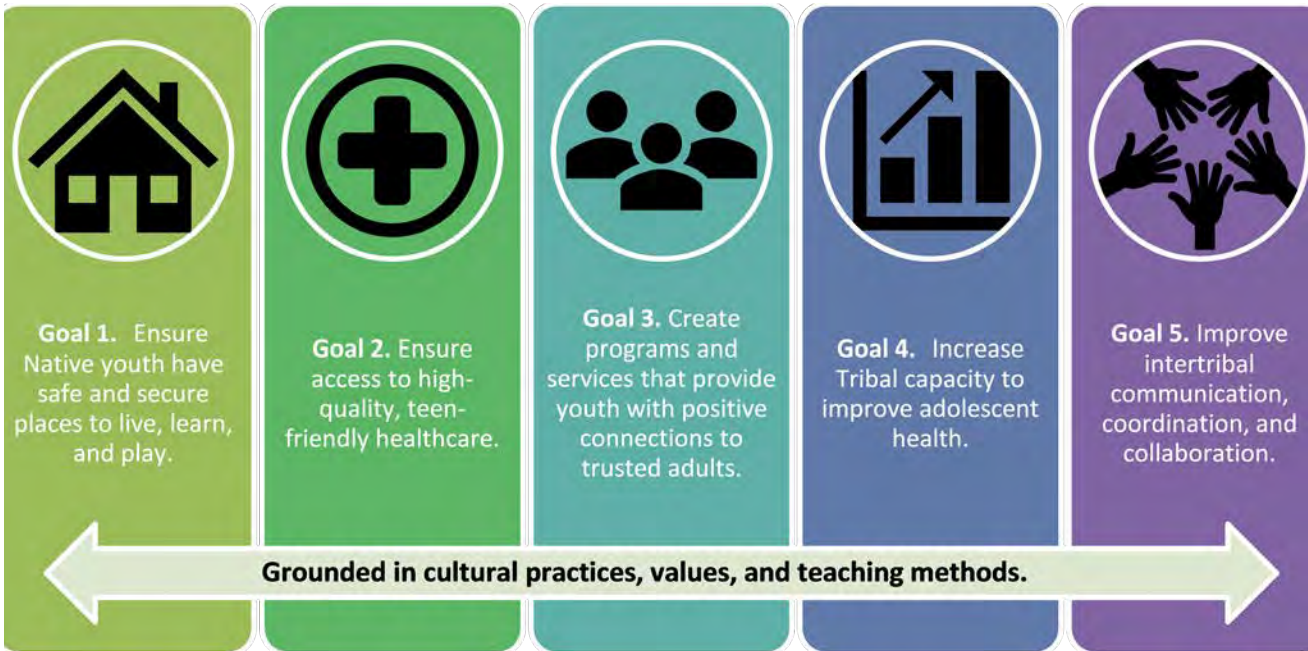 Goal 1. Ensure
Native youth have
safe and secure
places to live, learn,
and play.
Goal 2. Ensure
access to high-
quality, teen-
friendly healthcare.
Goal 3. Create
programs and
services that provide
youth with positive
connections to
trusted adults.
Goal 4. Increase
Tribal capacity to
improve adolescent
health.
Goal 5. Improve
intertribal
communication,
coordination, and
collaboration.
Grounded in cultural practices, values, and teaching methods.